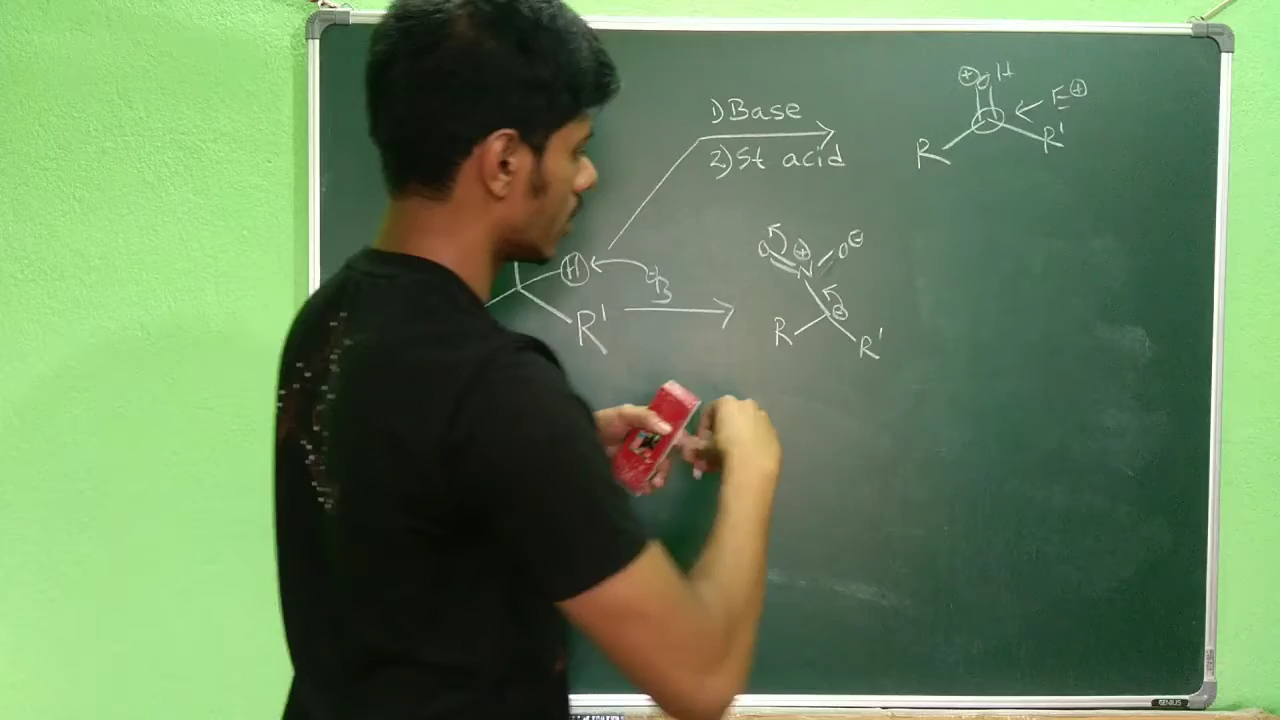 1) Base
2) St acid
⊕ O H
E⊕
R R'
O ⊕ N O⊖
H B
R'
R R'
GENIUS